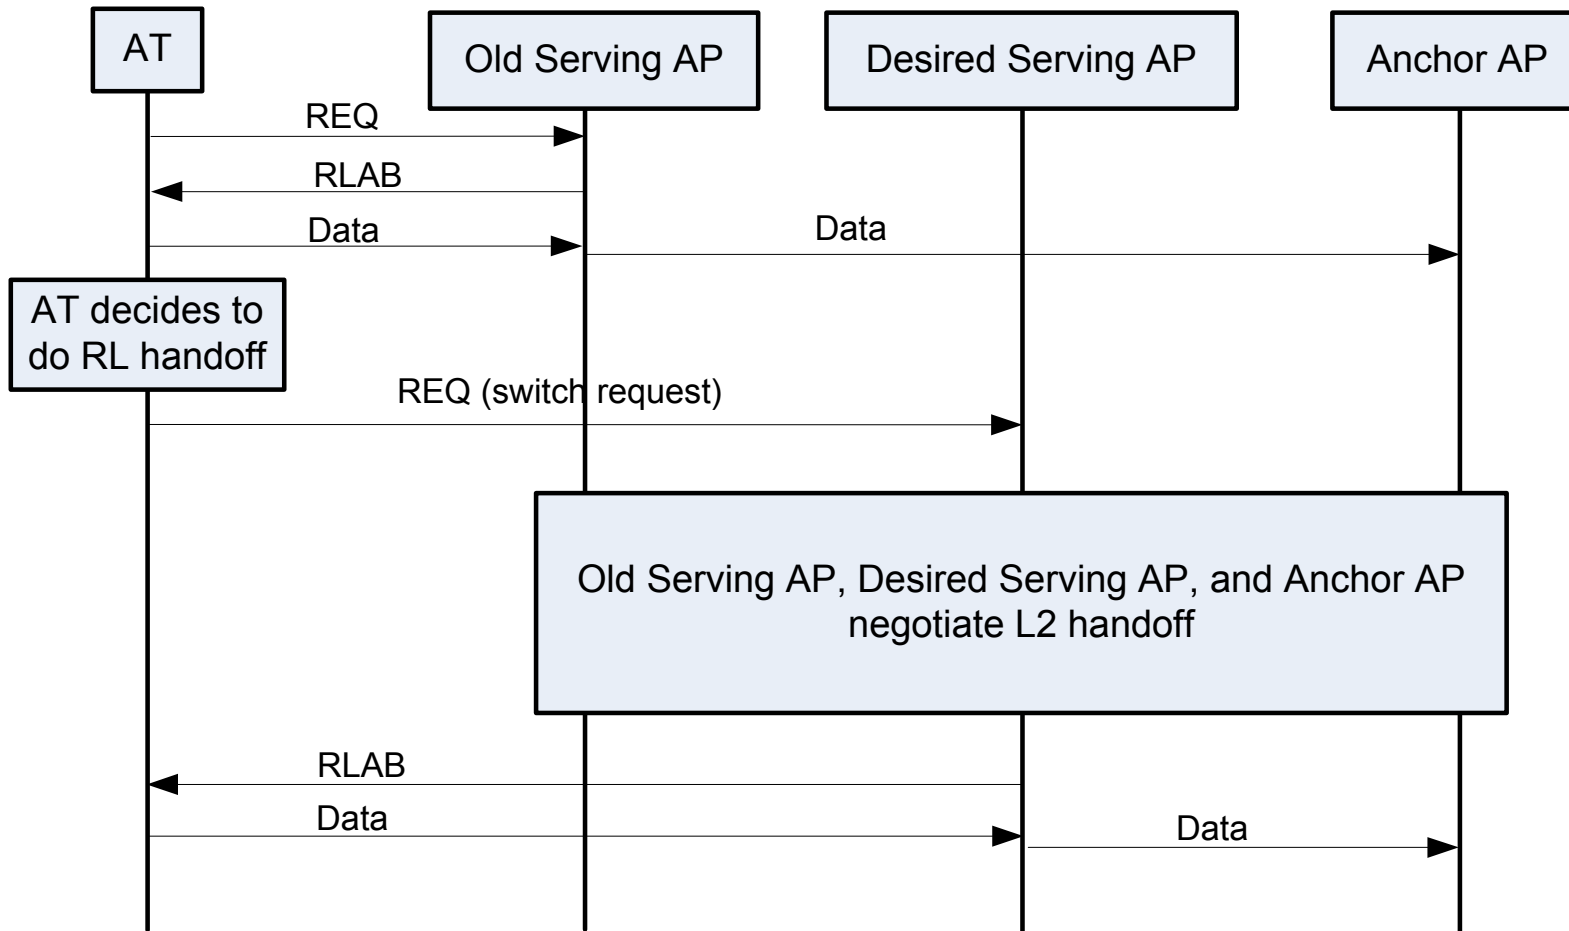 AT
Old Serving AP
Desired Serving AP
Anchor AP
REQ
RLAB
Data
Data
AT decides to
do RL handoff
REQ (switch request)
Old Serving AP, Desired Serving AP, and Anchor AP
negotiate L2 handoff
RLAB
Data
Data